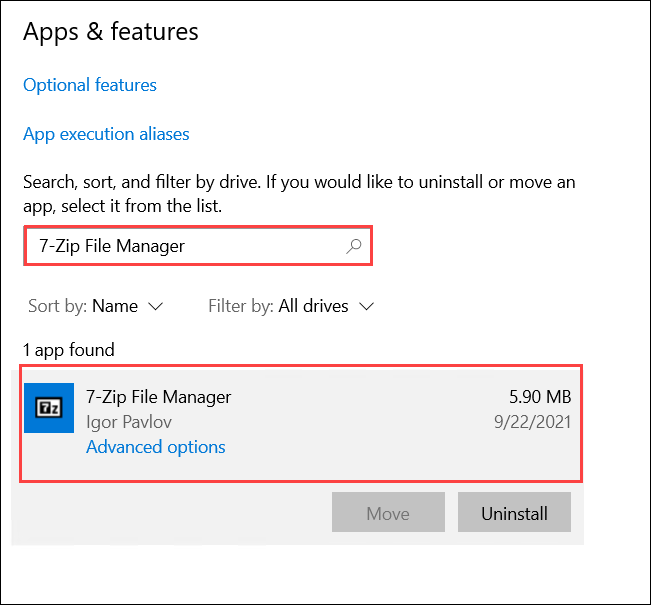 Apps & features
Optional features
App execution aliases
Search, sort, and filter by drive. If you would like to uninstall or move an
app, select it from the list.
7-Zip File Manager
Sort by: Name
Filter by: All drives
1 app found
7z
7-Zip File Manager
5.90 MB
Igor Pavlov
9/22/2021
Advanced options
Move
Uninstall